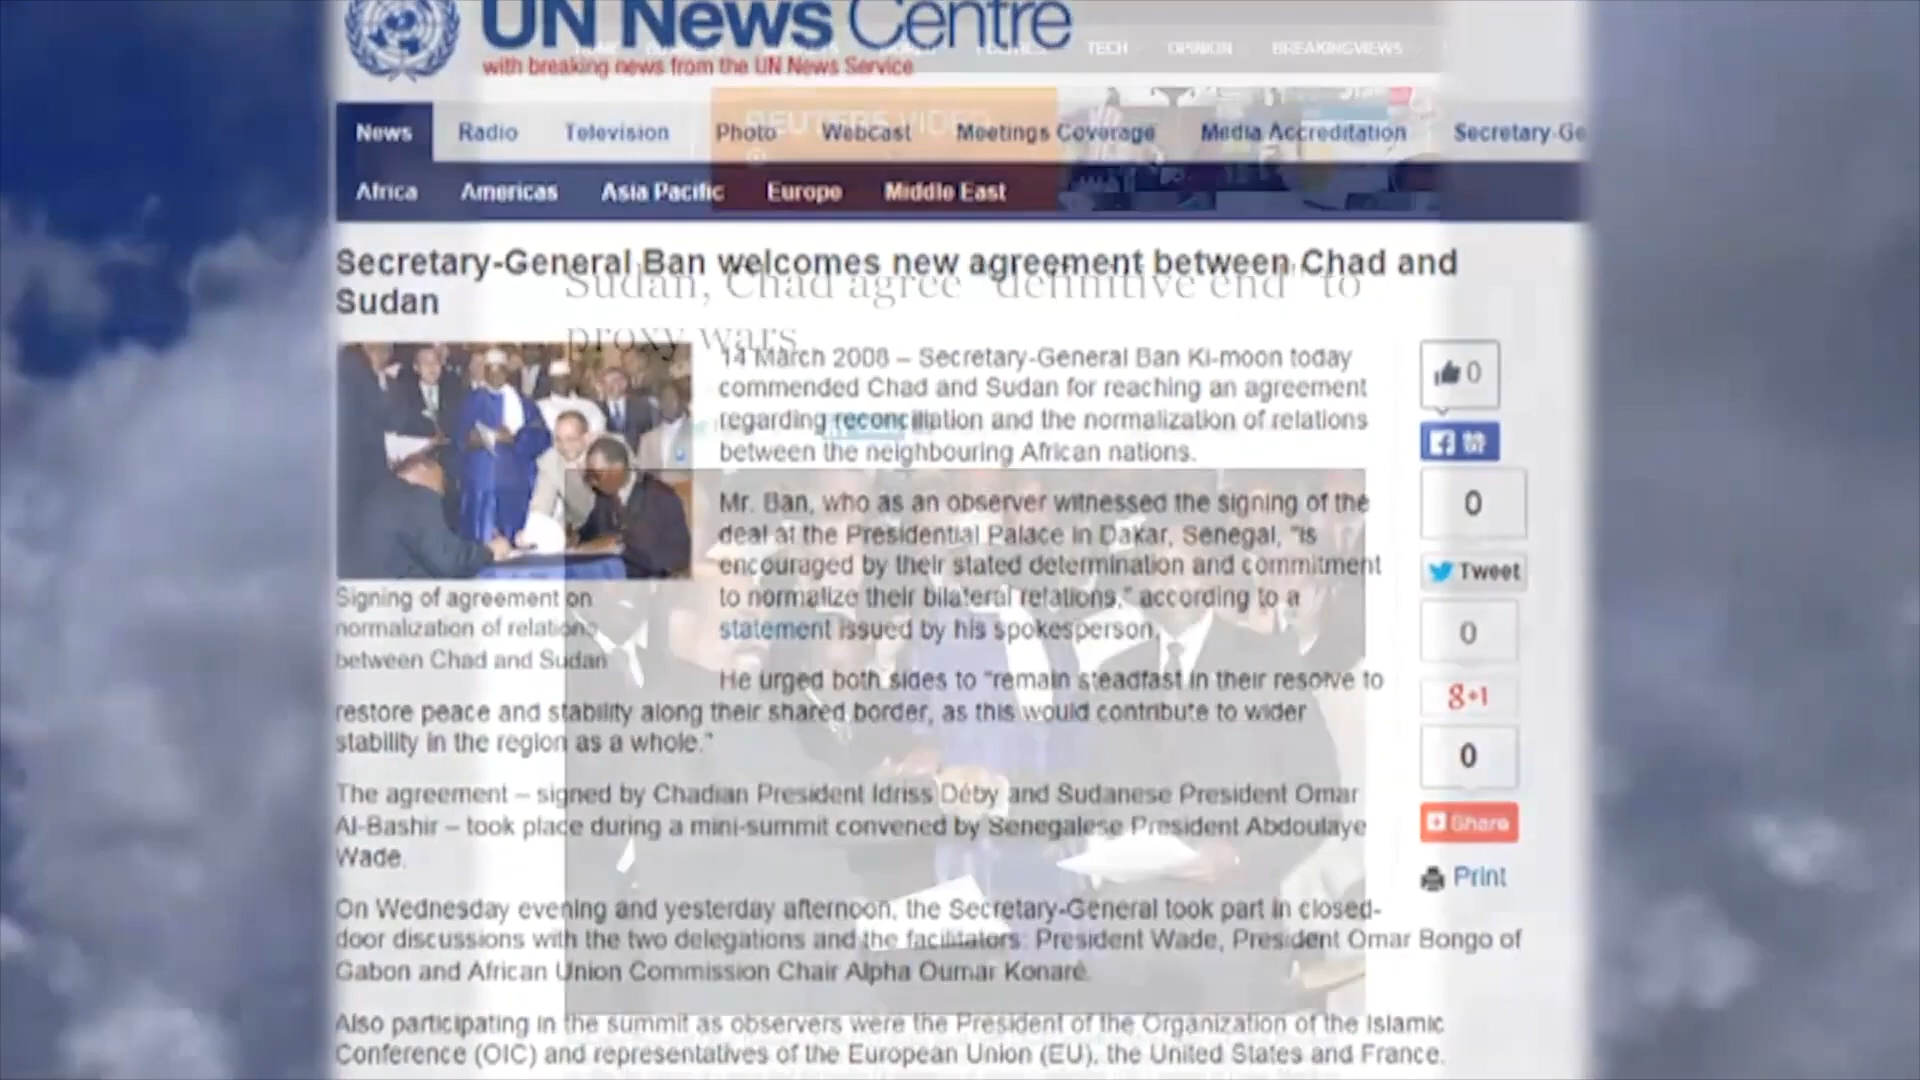 UN News Centre
with breaking news from the UN News Service
TECH OPINION BREAKINGVIEWS
REUTERS VIDEO
News Radio Television Photo Webcast Meetings Coverage Media Accreditation Secretary-Ge
Africa Americas Asia Pacific Europe Middle East
Secretary-General Ban welcomes new agreement between Chad and
Sudan
Sudan, Chad agree "definitive end" to
proxy wars
14 March 2008 – Secretary-General Ban Ki-moon today
commended Chad and Sudan for reaching an agreement
regarding reconciliation and the normalization of relations
between the neighbouring African nations.
Mr. Ban, who as an observer witnessed the signing of the
deal at the Presidential Palace in Dakar, Senegal, "is
encouraged by their stated determination and commitment
to normalize their bilateral relations," according to a
statement issued by his spokesperson.
Signing of agreement on
normalization of relations
between Chad and Sudan
He urged both sides to "remain steadfast in their resolve to
restore peace and stability along their shared border, as this would contribute to wider
stability in the region as a whole."
The agreement – signed by Chadian President Idriss Déby and Sudanese President Omar
Al-Bashir – took place during a mini-summit convened by Senegalese President Abdoulaye
Wade.
On Wednesday evening and yesterday afternoon, the Secretary-General took part in closed-
door discussions with the two delegations and the facilitators: President Wade, President Omar Bongo of
Gabon and African Union Commission Chair Alpha Oumar Konaré.
Also participating in the summit as observers were the President of the Organization of the Islamic
Conference (OIC) and representatives of the European Union (EU), the United States and France.
0
0
Tweet
0
8+1
0
Share
Print